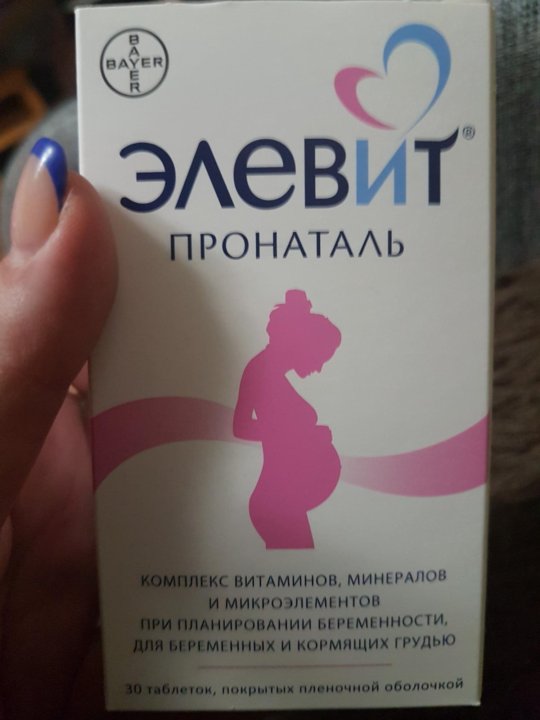 BAYER
BAYER
ЭЛЕВИТ®
ПРОНАТАЛЬ
КОМПЛЕКС ВИТАМИНОВ, МИНЕРАЛОВ
И МИКРОЭЛЕМЕНТОВ
ПРИ ПЛАНИРОВАНИИ БЕРЕМЕННОСТИ,
ДЛЯ БЕРЕМЕННЫХ И КОРМЯЩИХ ГРУДЬЮ
30 таблеток, покрытых пленочной оболочкой